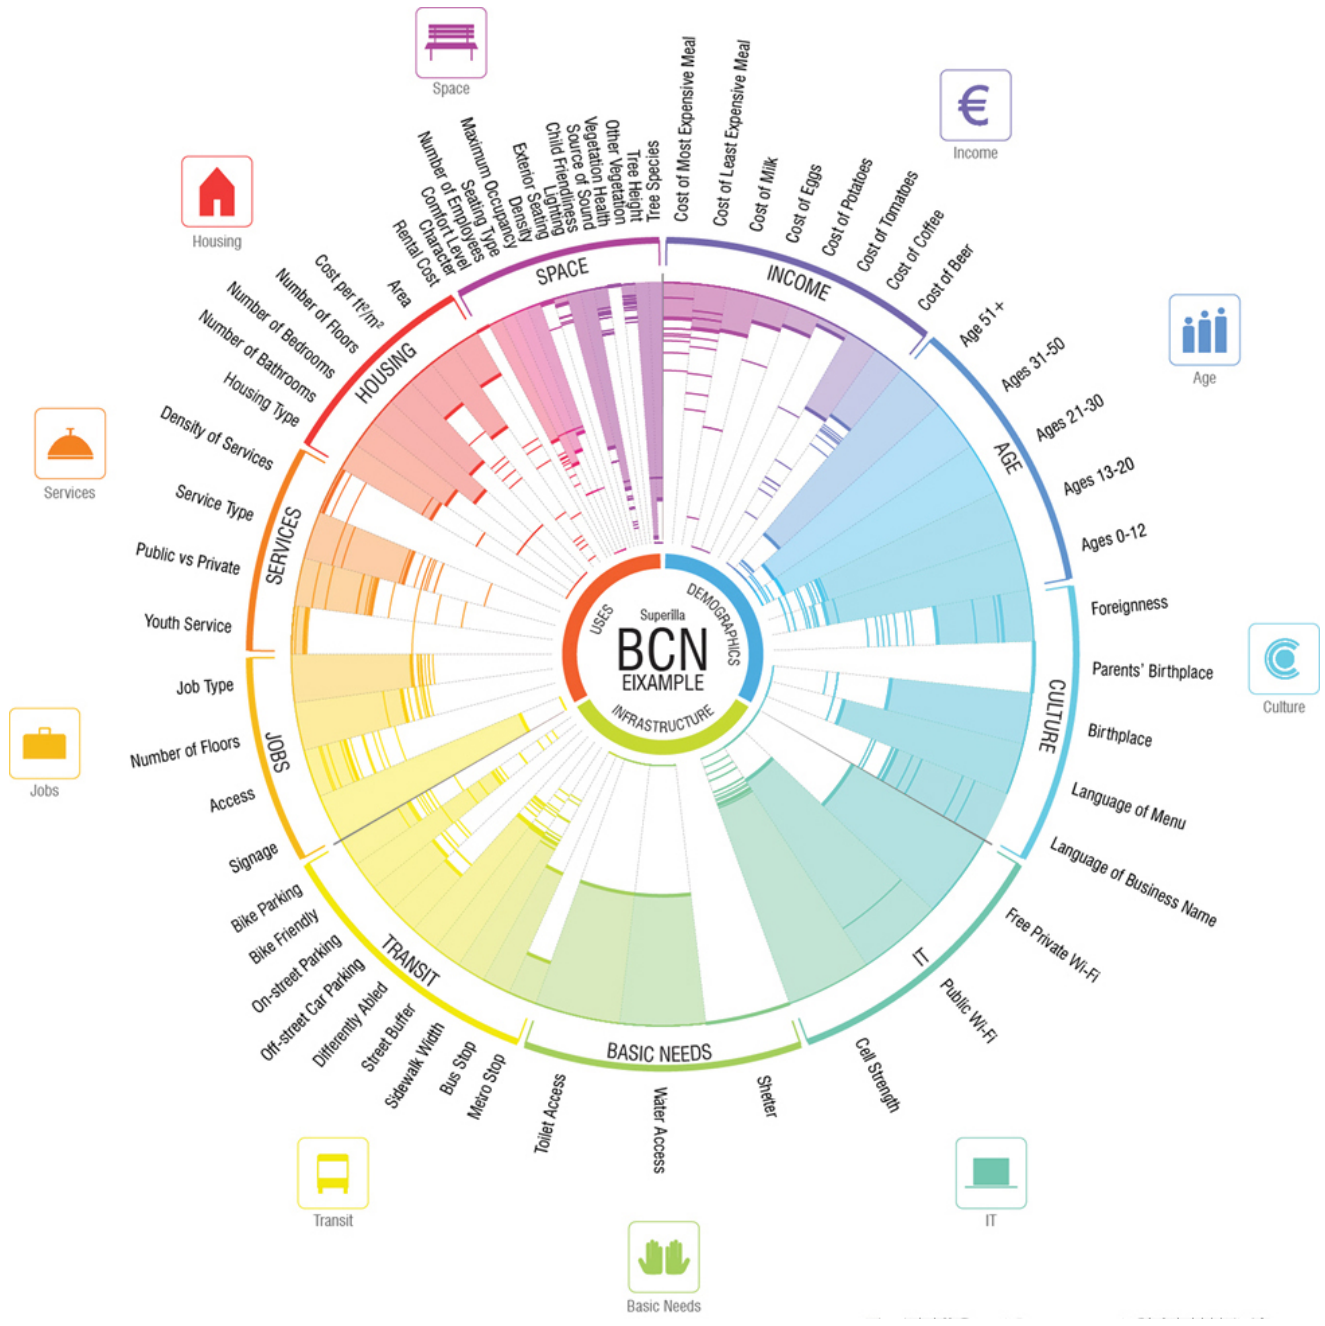 Space
Income
Housing
Age
Services
Culture
Jobs
Transit
IT
Basic Needs
Superilla
BCN
EIXAMPLE
USES
DEMOGRAPHICS
INFRASTRUCTURE
SPACE
Rental Cost
Character
Comfort Level
Number of Employees
Seating Type
Maximum Occupancy
Density
Exterior Seating
Lighting
Child Friendliness
Source of Sound
Vegetation Health
Other Vegetation
Tree Height
Tree Species
INCOME
Cost of Most Expensive Meal
Cost of Least Expensive Meal
Cost of Milk
Cost of Eggs
Cost of Potatoes
Cost of Tomatoes
Cost of Coffee
Cost of Beer
AGE
Age 51+
Ages 31-50
Ages 21-30
Ages 13-20
Ages 0-12
CULTURE
Foreignness
Parents' Birthplace
Birthplace
Language of Menu
Language of Business Name
IT
Free Private Wi-Fi
Public Wi-Fi
Cell Strength
BASIC NEEDS
Shelter
Water Access
Toilet Access
TRANSIT
Metro Stop
Bus Stop
Sidewalk Width
Street Buffer
Differently Abled
Off-street Car Parking
On-street Parking
Bike Friendly
Bike Parking
JOBS
Signage
Access
Number of Floors
Job Type
SERVICES
Youth Service
Public vs Private
Service Type
Density of Services
HOUSING
Housing Type
Number of Bathrooms
Number of Bedrooms
Number of Floors
Cost per ft²/m²
Area